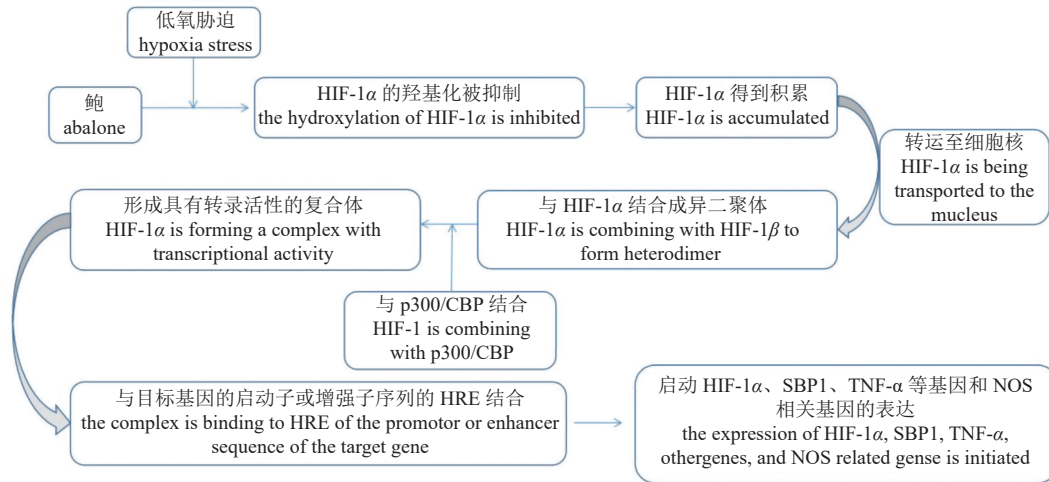 低氧胁迫
hypoxia stress
鲍
abalone
HIF-1α 的羟基化被抑制
the hydroxylation of HIF-1α is inhibited
HIF-1α 得到积累
HIF-1α is accumulated
转运至细胞核
HIF-1α is being
transported to the
mucleus
与 HIF-1α 结合成异二聚体
HIF-1α is combining with HIF-1β to
form heterodimer
形成具有转录活性的复合体
HIF-1α is forming a complex with
transcriptional activity
与 p300/CBP 结合
HIF-1 is combining
with p300/CBP
与目标基因的启动子或增强子序列的 HRE 结合
the complex is binding to HRE of the promotor or enhancer
sequence of the target gene
启动 HIF-1α、SBP1、TNF-α 等基因和 NOS
相关基因的表达
the expression of HIF-1α, SBP1, TNF-α,
othergenes, and NOS related gense is initiated